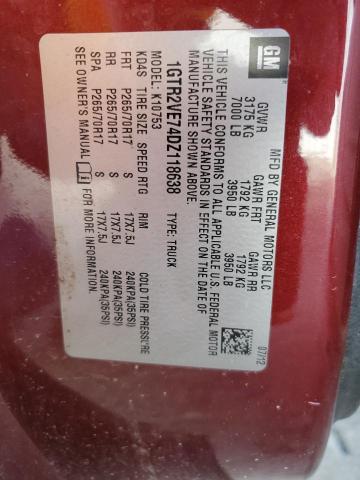 GM
MFD BY GENERAL MOTORS LLC
07/12
GVWR GAWR FRT GAWR RR
3175 KG 1792 KG 1792 KG
7000 LB 3950 LB 3950 LB
THIS VEHICLE CONFORMS TO ALL APPLICABLE U.S. FEDERAL MOTOR
VEHICLE SAFETY STANDARDS IN EFFECT ON THE DATE OF
MANUFACTURE SHOWN ABOVE.
1GTR2VE74DZ118638 TYPE: TRUCK
MODEL: K10753
KD4S TIRE SIZE SPEED RTG RIM COLD TIRE PRESSURE
FRT P265/70R17 S 17X7.5J 240KPA(35PSI)
RR P265/70R17 S 17X7.5J 240KPA(35PSI)
SPA P265/70R17 S 17X7.5J 240KPA(35PSI)
SEE OWNER'S MANUAL